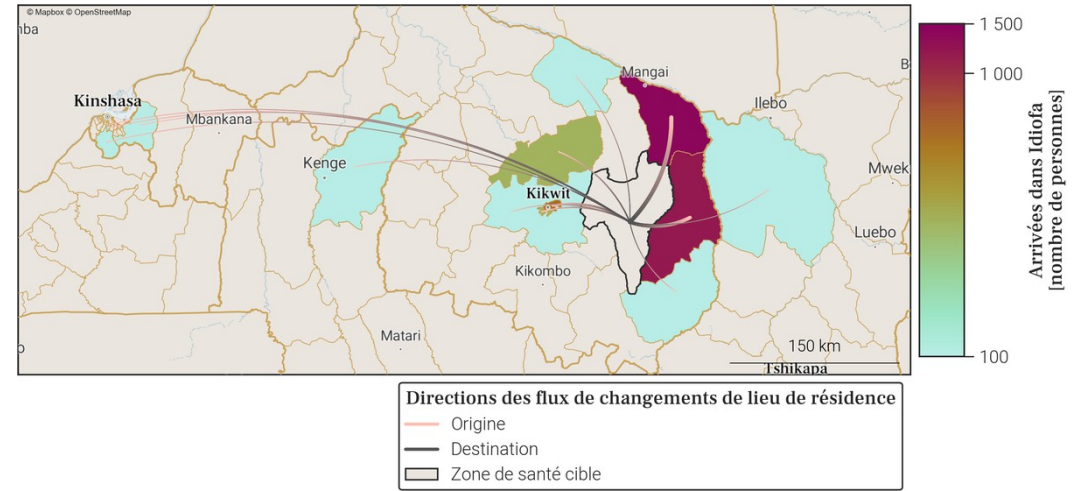 © Mapbox © OpenStreetMap
ba
Kinshasa
Mbankana
Kenge
Mangai
Ilebo
B
Mwek
Kikwit
Luebo
Kikombo
Matari
150 km
Tshikapa
1 500
1 000
100
Arrivées dans Idiofa
[nombre de personnes]
Directions des flux de changements de lieu de résidence
Origine
Destination
Zone de santé cible